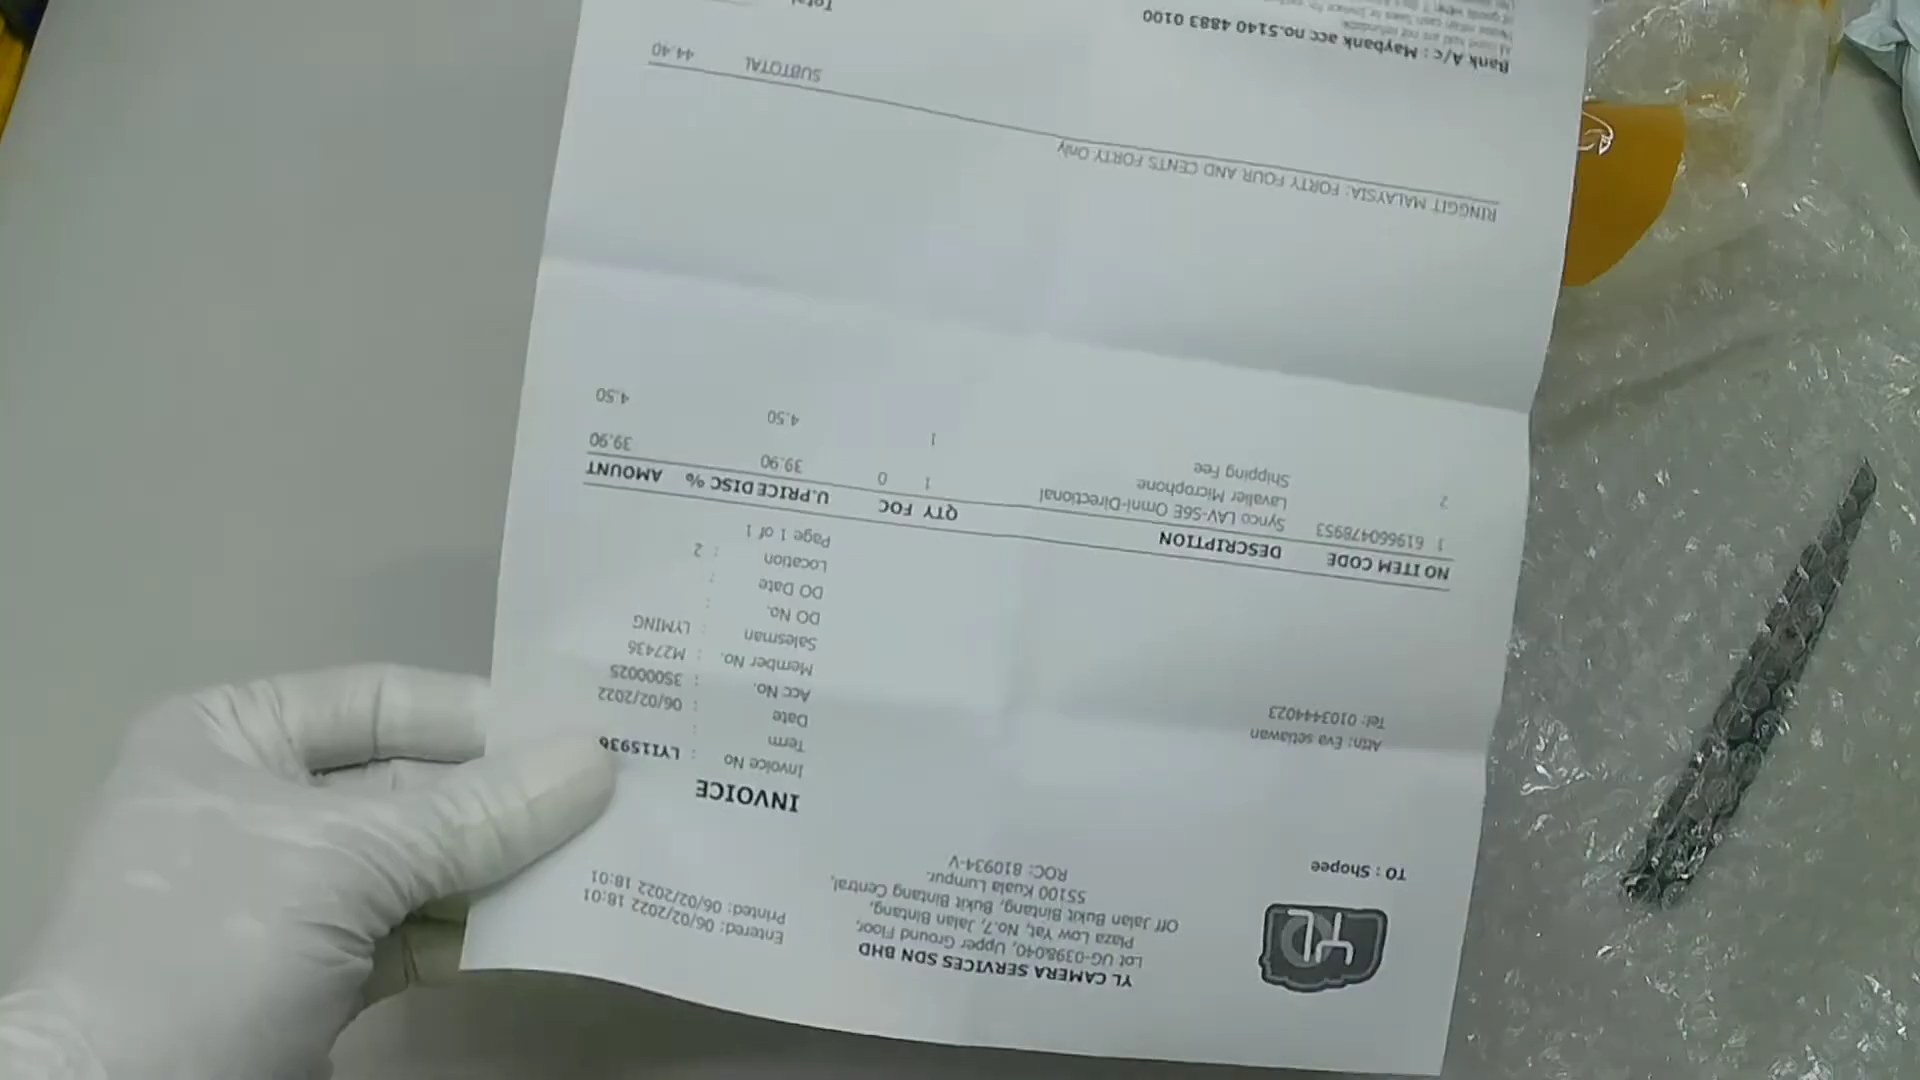 YL
YL CAMERA SERVICES SDN BHD
Lot UG-039&040, Upper Ground Floor,
Plaza Low Yat, No.7, Jalan Bintang,
Off Jalan Bukit Bintang, Bukit Bintang Central,
55100 Kuala Lumpur.
ROC: 810934-V
Entered: 06/02/2022 18:01
Printed: 06/02/2022 18:01
TO : Shopee
INVOICE
Invoice No : LYI15936
Term :
Date : 06/02/2022
Acc No. : 3S000025
Member No. : M27436
Salesman : LYMING
DO No. :
DO Date :
Location : 2
Page 1 of 1
Attn: Eva setiawan
Tel: 0103444023
NO ITEM CODE DESCRIPTION QTY FOC U.PRICE DISC % AMOUNT
1 619660478953 Synco LAV-S6E Omni-Directional 1 0 39.90 39.90
Lavalier Microphone
2 Shipping Fee 1 4.50 4.50
RINGGIT MALAYSIA: FORTY FOUR AND CENTS FORTY Only
SUBTOTAL 44.40
Bank A/c : Maybank acc no.5140 4883 0100
Total